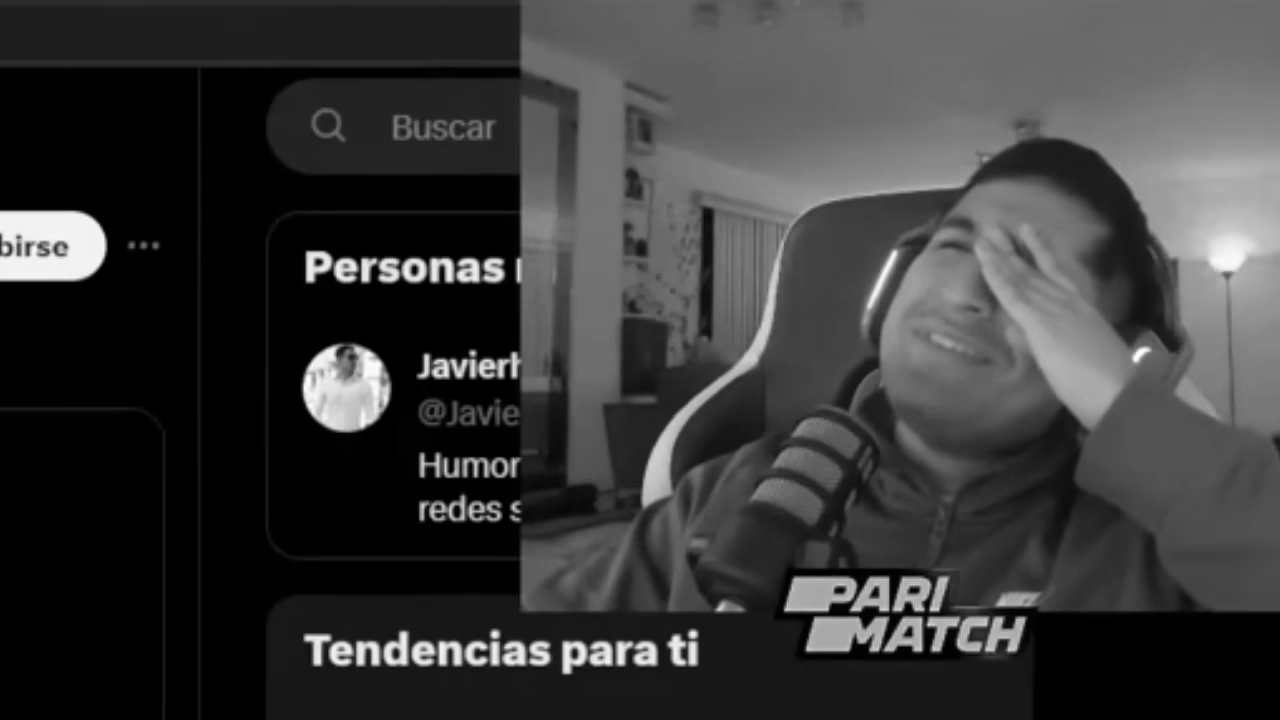 Buscar
birse
Personas
Javierh
@Javie
Humor
redes s
Tendencias para ti
PARI
MATCH